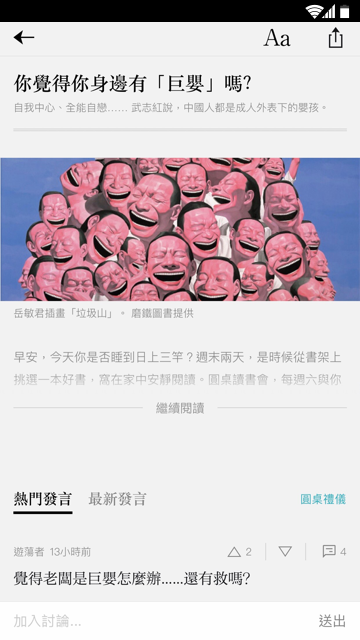 Aa
你覺得你身邊有「巨嬰」嗎？
自我中心、全能自戀…… 武志紅說，中國人都是成人外表下的嬰孩。
岳敏君插畫「垃圾山」。 磨鐵圖書提供
早安，今天你是否睡到日上三竿？週末兩天，是時候從書架上
挑選一本好書，窩在家中安靜閱讀。圓桌讀書會，每週六與你
繼續閱讀
熱門發言 最新發言 圓桌禮儀
遊蕩者 13小時前 2 4
覺得老闆是巨嬰怎麼辦……還有救嗎？
加入討論... 送出